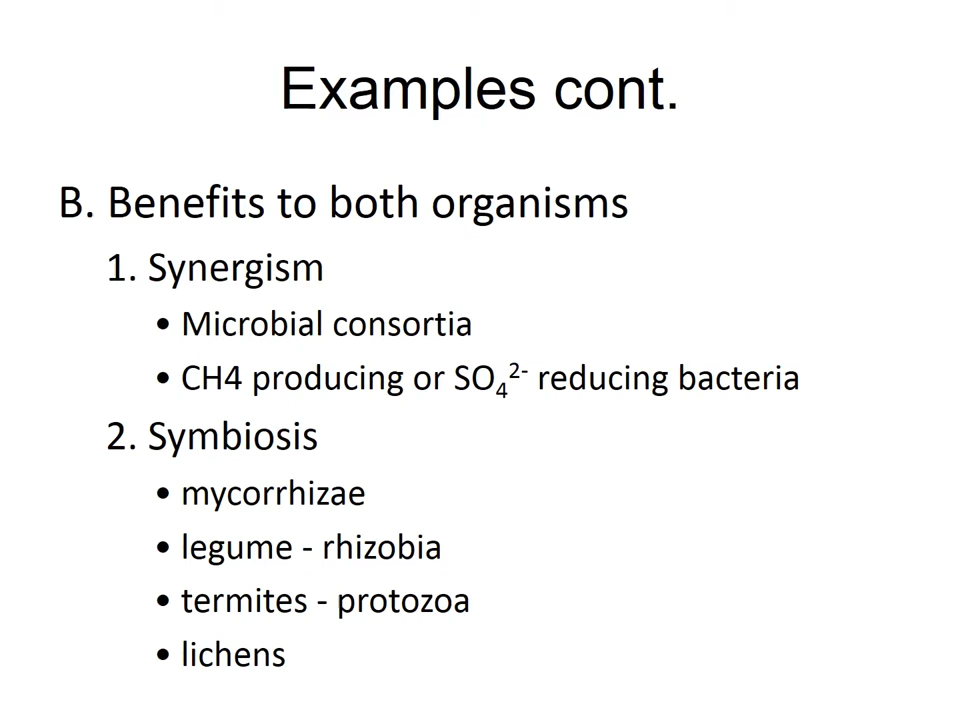 Examples cont.
B. Benefits to both organisms
1. Synergism
• Microbial consortia
• CH4 producing or SO₄²⁻ reducing bacteria
2. Symbiosis
• mycorrhizae
• legume - rhizobia
• termites - protozoa
• lichens